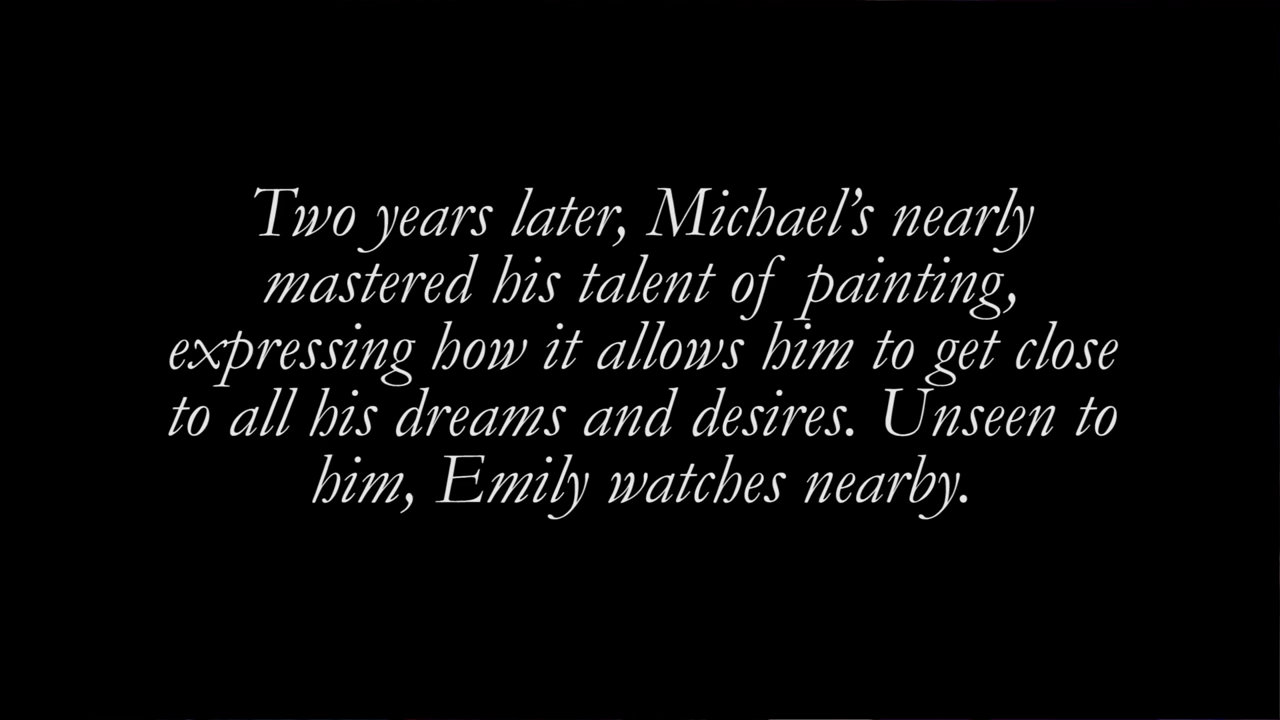 Two years later, Michael’s nearly
mastered his talent of painting,
expressing how it allows him to get close
to all his dreams and desires. Unseen to
him, Emily watches nearby.